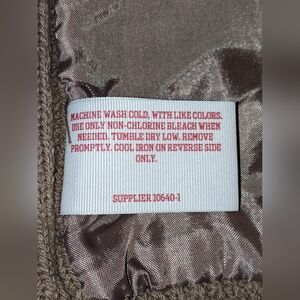 MACHINE WASH COLD, WITH LIKE COLORS.
USE ONLY NON-CHLORINE BLEACH WHEN
NEEDED. TUMBLE DRY LOW. REMOVE
PROMPTLY. COOL IRON ON REVERSE SIDE
ONLY.
SUPPLIER 10640-1